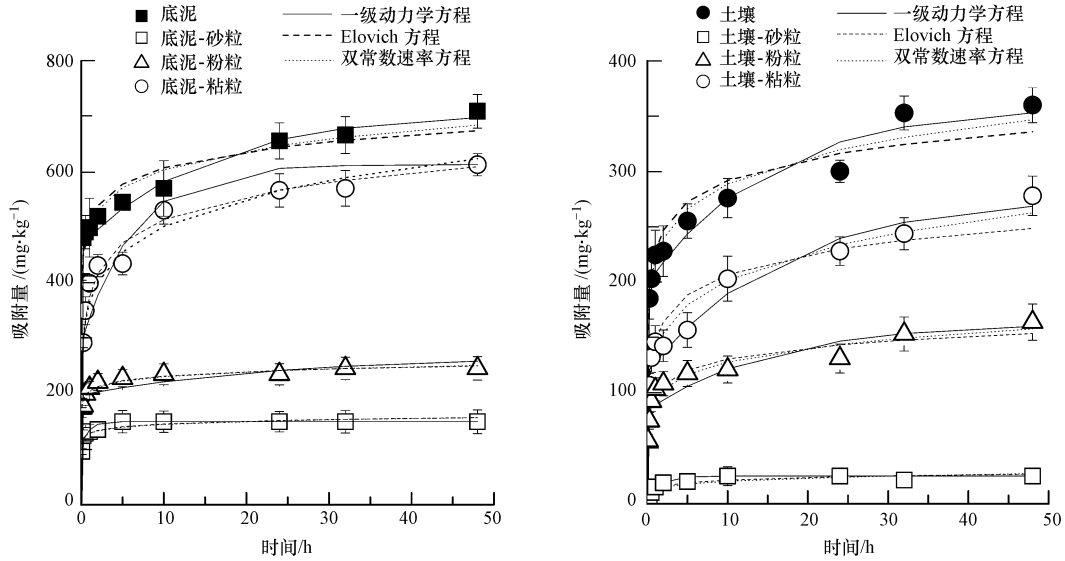 底泥
底泥-砂粒
底泥-粉粒
底泥-粘粒
一级动力学方程
Elovich 方程
双常数速率方程
800
600
400
200
0
吸附量/(mg·kg⁻¹)
0 10 20 30 40 50
时间/h
土壤
土壤-砂粒
土壤-粉粒
土壤-粘粒
一级动力学方程
Elovich 方程
双常数速率方程
400
300
200
100
0
吸附量/(mg·kg⁻¹)
0 10 20 30 40 50
时间/h